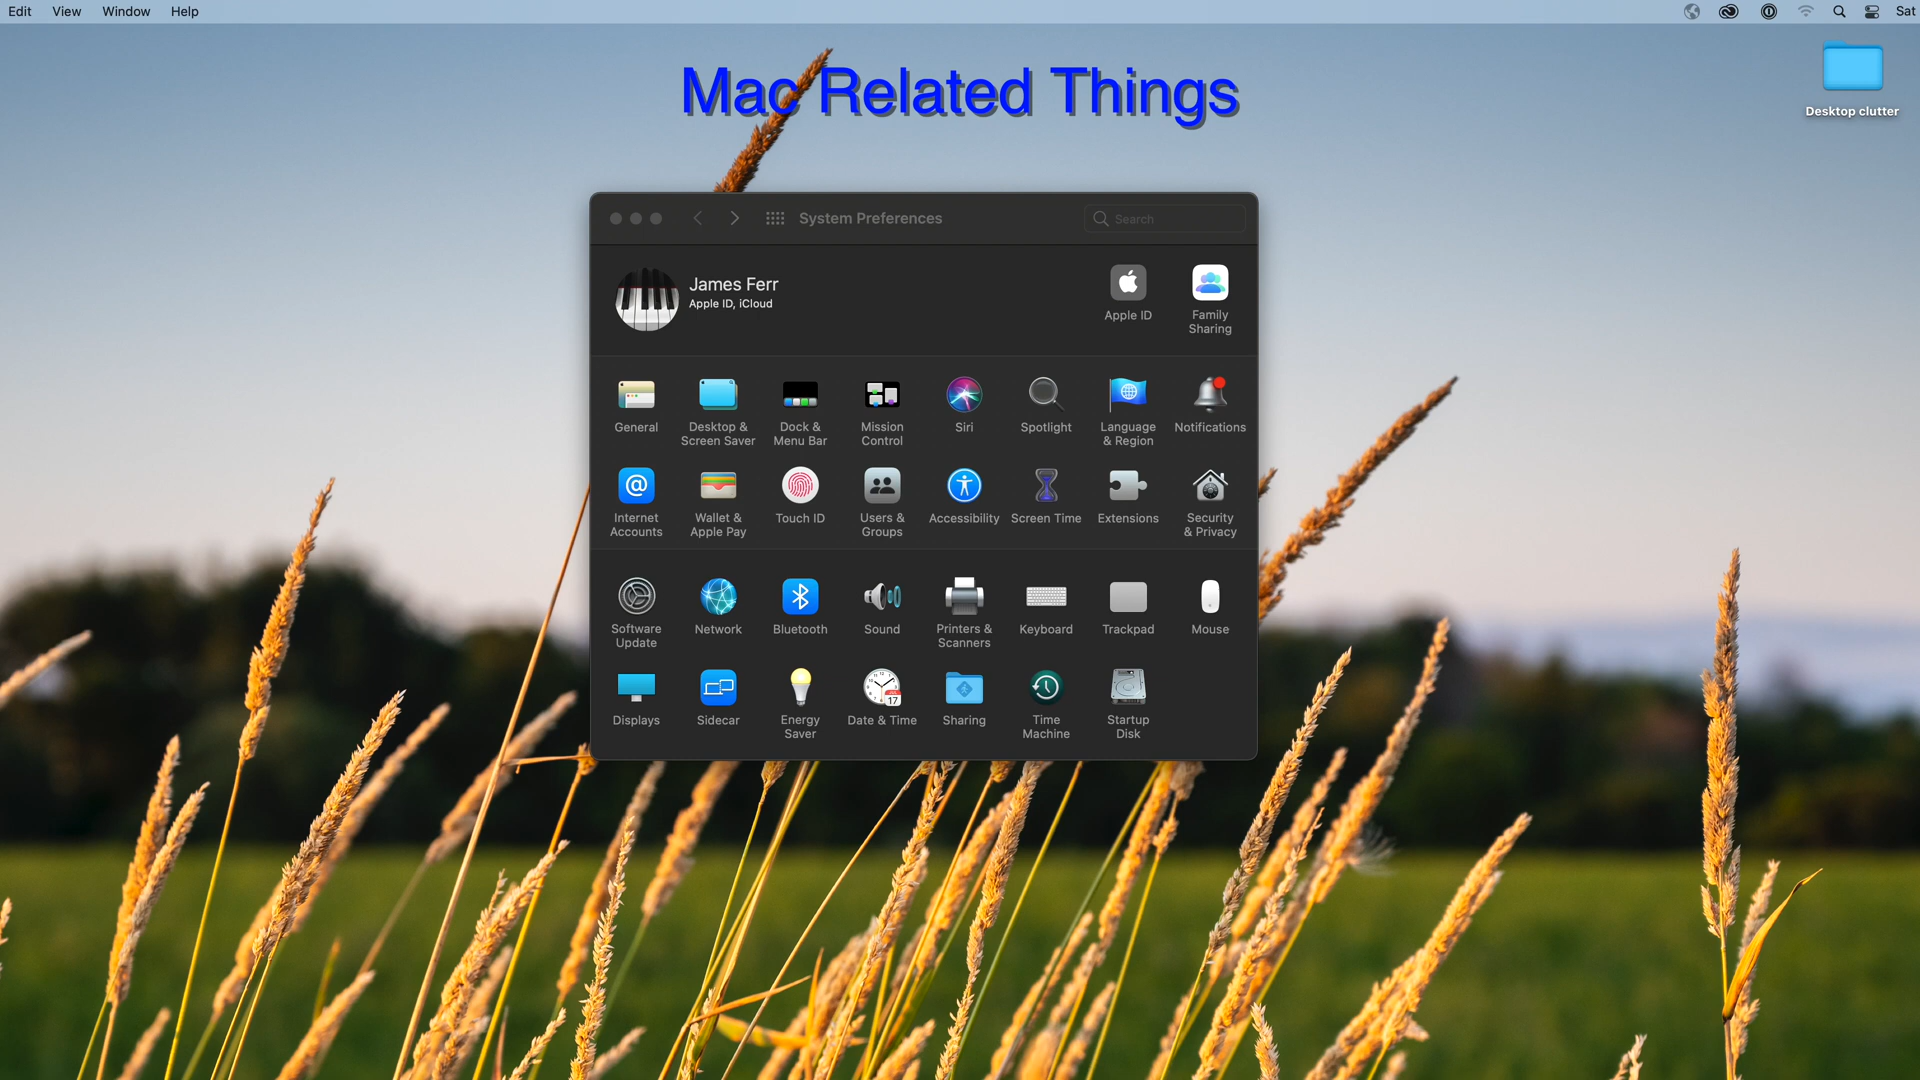 Edit View Window Help Sat
Mac Related Things
Desktop clutter
System Preferences Search
James Ferr
Apple ID, iCloud
Apple ID Family
Sharing
General Desktop & Dock & Mission Siri Spotlight Language Notifications
Screen Saver Menu Bar Control & Region
Internet Wallet & Touch ID Users & Accessibility Screen Time Extensions Security
Accounts Apple Pay Groups & Privacy
Software Network Bluetooth Sound Printers & Keyboard Trackpad Mouse
Update Scanners
17
Displays Sidecar Energy Date & Time Sharing Time Startup
Saver Machine Disk